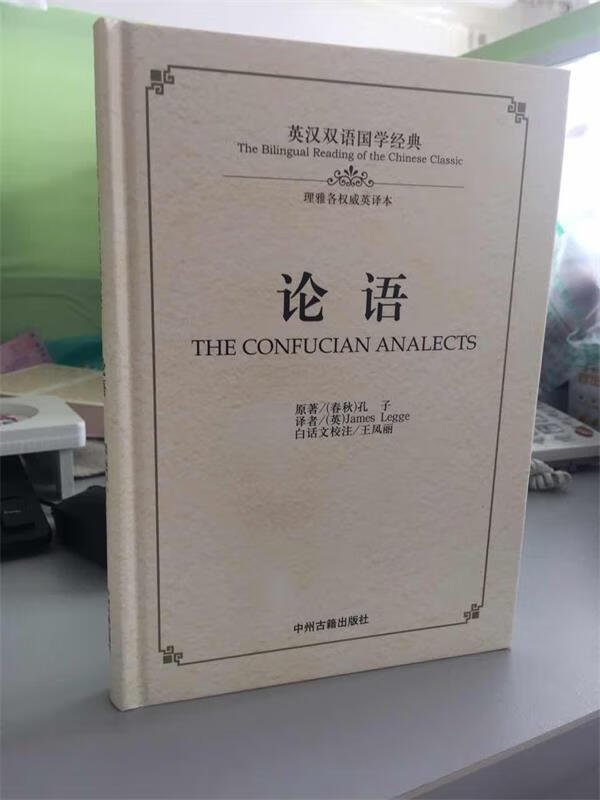 英汉双语国学经典
The Bilingual Reading of the Chinese Classic
理雅各权威英译本
论语
THE CONFUCIAN ANALECTS
原著/(春秋)孔 子
译者/(英)James Legge
白话文校注/王凤丽
中州古籍出版社